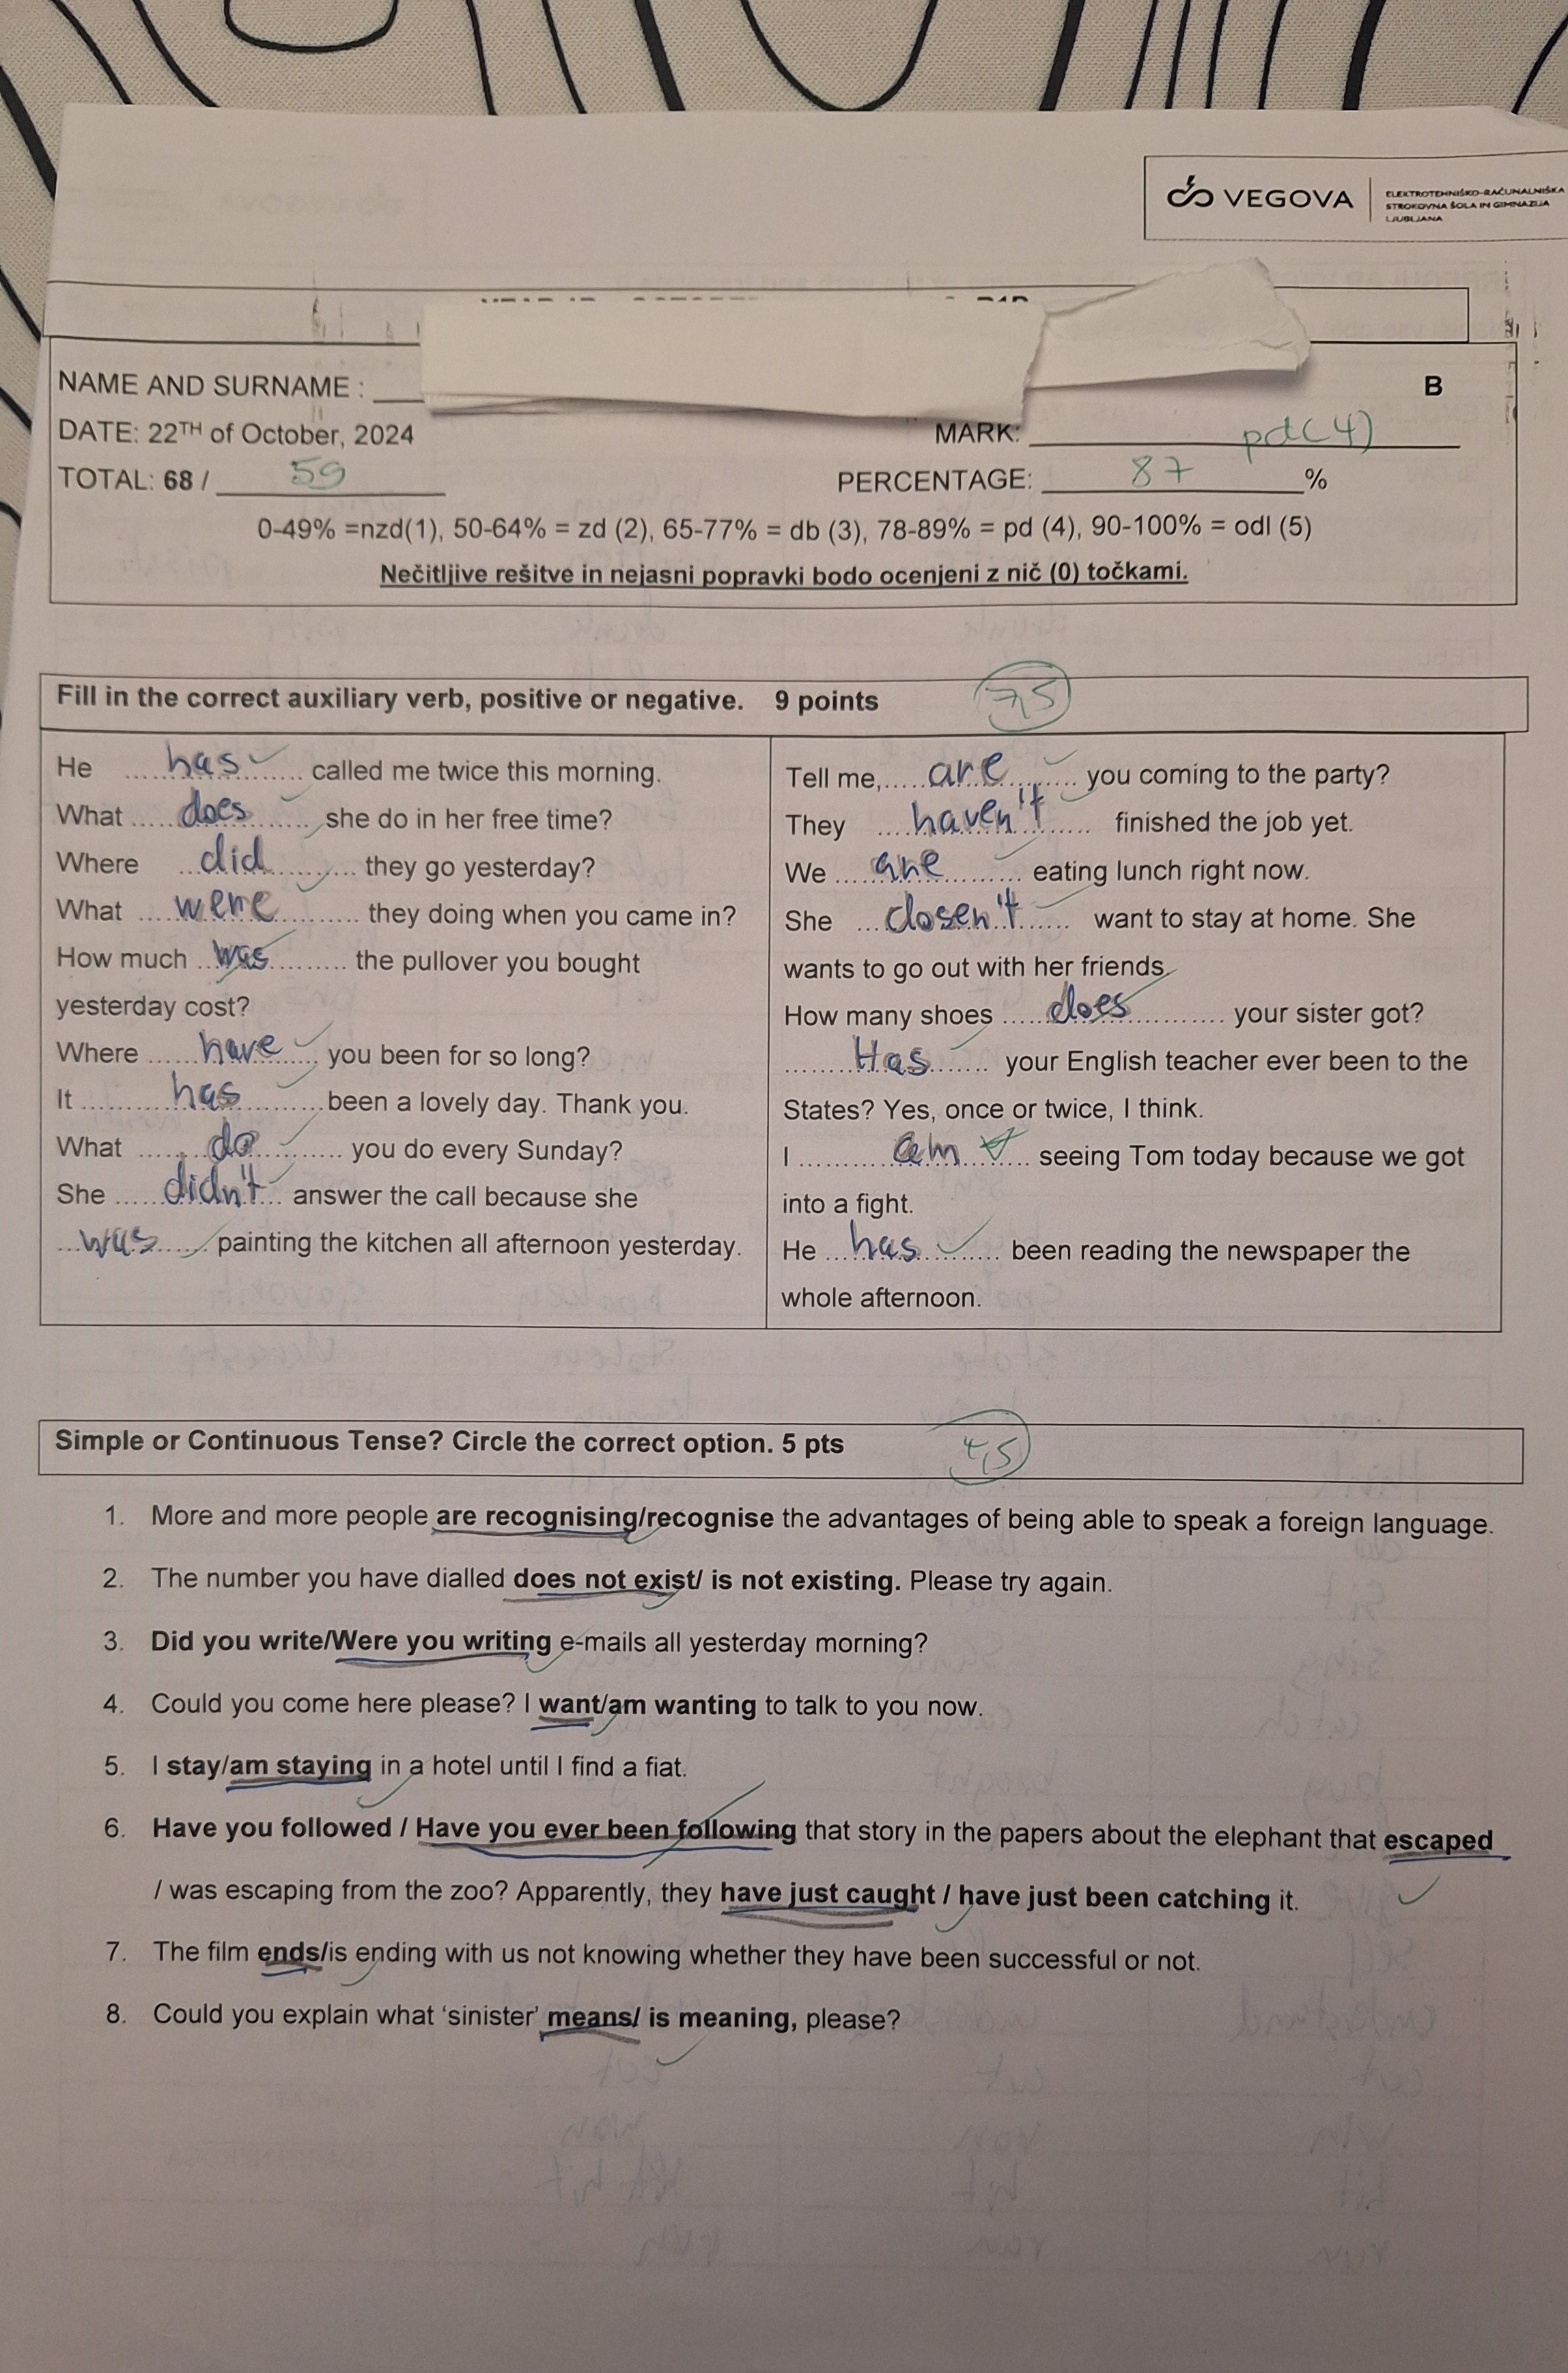 VEGOVA
ELEKTROTEHNIŠKO-RAČUNALNIŠKA
STROKOVNA ŠOLA IN GIMNAZIJA
LJUBLJANA
NAME AND SURNAME :
B
DATE: 22TH of October, 2024
MARK: pd(4)
TOTAL: 68 / 59
PERCENTAGE: 87 %
0-49% =nzd(1), 50-64% = zd (2), 65-77% = db (3), 78-89% = pd (4), 90-100% = odl (5)
Nečitljive rešitve in nejasni popravki bodo ocenjeni z nič (0) točkami.
Fill in the correct auxiliary verb, positive or negative. 9 points 7,5
He has called me twice this morning.
What does she do in her free time?
Where did they go yesterday?
What were they doing when you came in?
How much was the pullover you bought
yesterday cost?
Where have you been for so long?
It has been a lovely day. Thank you.
What do you do every Sunday?
She didn't answer the call because she
was painting the kitchen all afternoon yesterday.
Tell me, are you coming to the party?
They haven't finished the job yet.
We are eating lunch right now.
She dosen't want to stay at home. She
wants to go out with her friends.
How many shoes does your sister got?
Has your English teacher ever been to the
States? Yes, once or twice, I think.
I am seeing Tom today because we got
into a fight.
He has been reading the newspaper the
whole afternoon.
Simple or Continuous Tense? Circle the correct option. 5 pts 4,5
1. More and more people are recognising/recognise the advantages of being able to speak a foreign language.
2. The number you have dialled does not exist/ is not existing. Please try again.
3. Did you write/Were you writing e-mails all yesterday morning?
4. Could you come here please? I want/am wanting to talk to you now.
5. I stay/am staying in a hotel until I find a fiat.
6. Have you followed / Have you ever been following that story in the papers about the elephant that escaped
/ was escaping from the zoo? Apparently, they have just caught / have just been catching it.
7. The film ends/is ending with us not knowing whether they have been successful or not.
8. Could you explain what ‘sinister’ means/ is meaning, please?